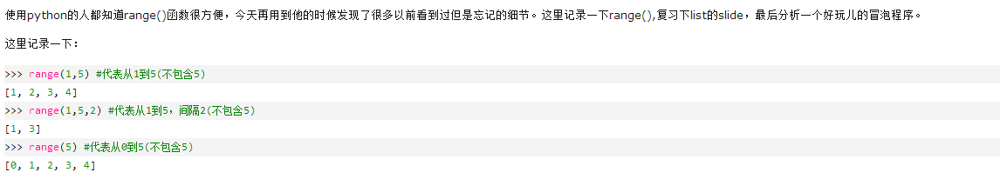 使用python的人都知道range()函数很方便，今天再用到他的时候发现了很多以前看到过但是忘记的细节。这里记录一下range(),复习下list的slide，最后分析一个好玩儿的冒泡程序。
这里记录一下：
>>> range(1,5) #代表从1到5(不包含5)
[1, 2, 3, 4]
>>> range(1,5,2) #代表从1到5，间隔2(不包含5)
[1, 3]
>>> range(5) #代表从0到5(不包含5)
[0, 1, 2, 3, 4]